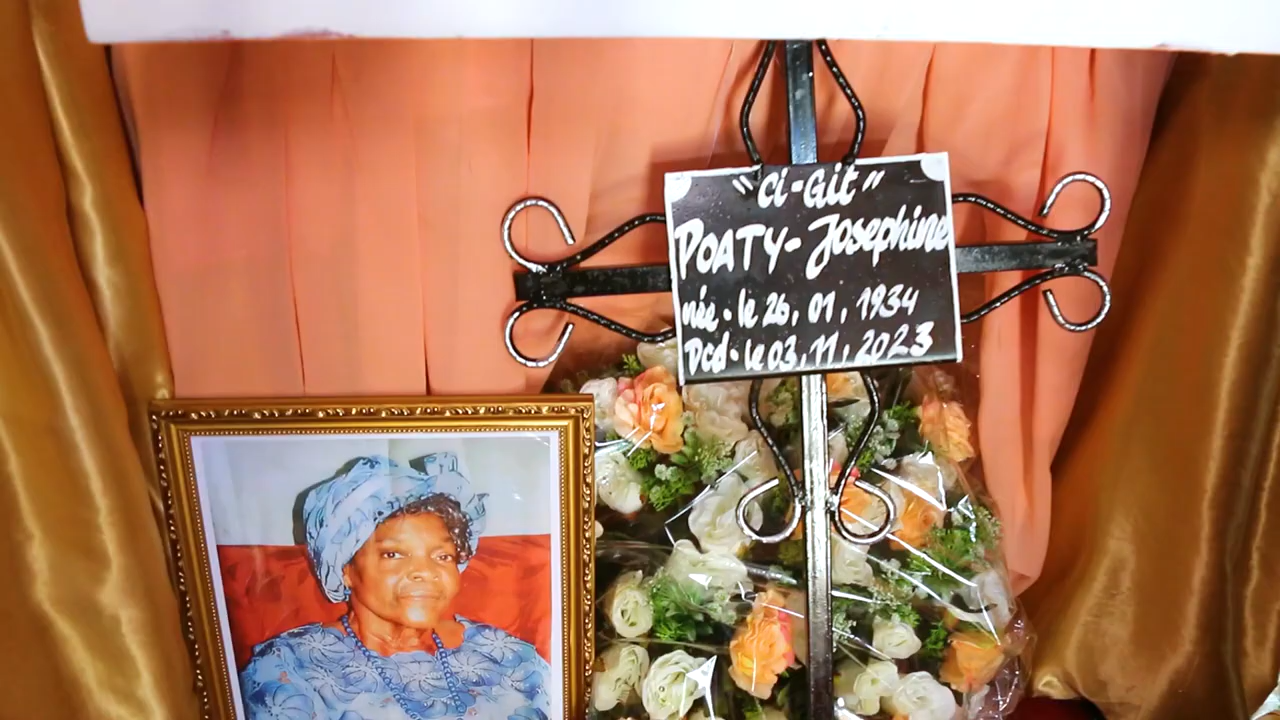 "Ci-Gît"
POATY-Josephine
née. le 26, 01, 1934
Dcd. le 03, 11, 2023